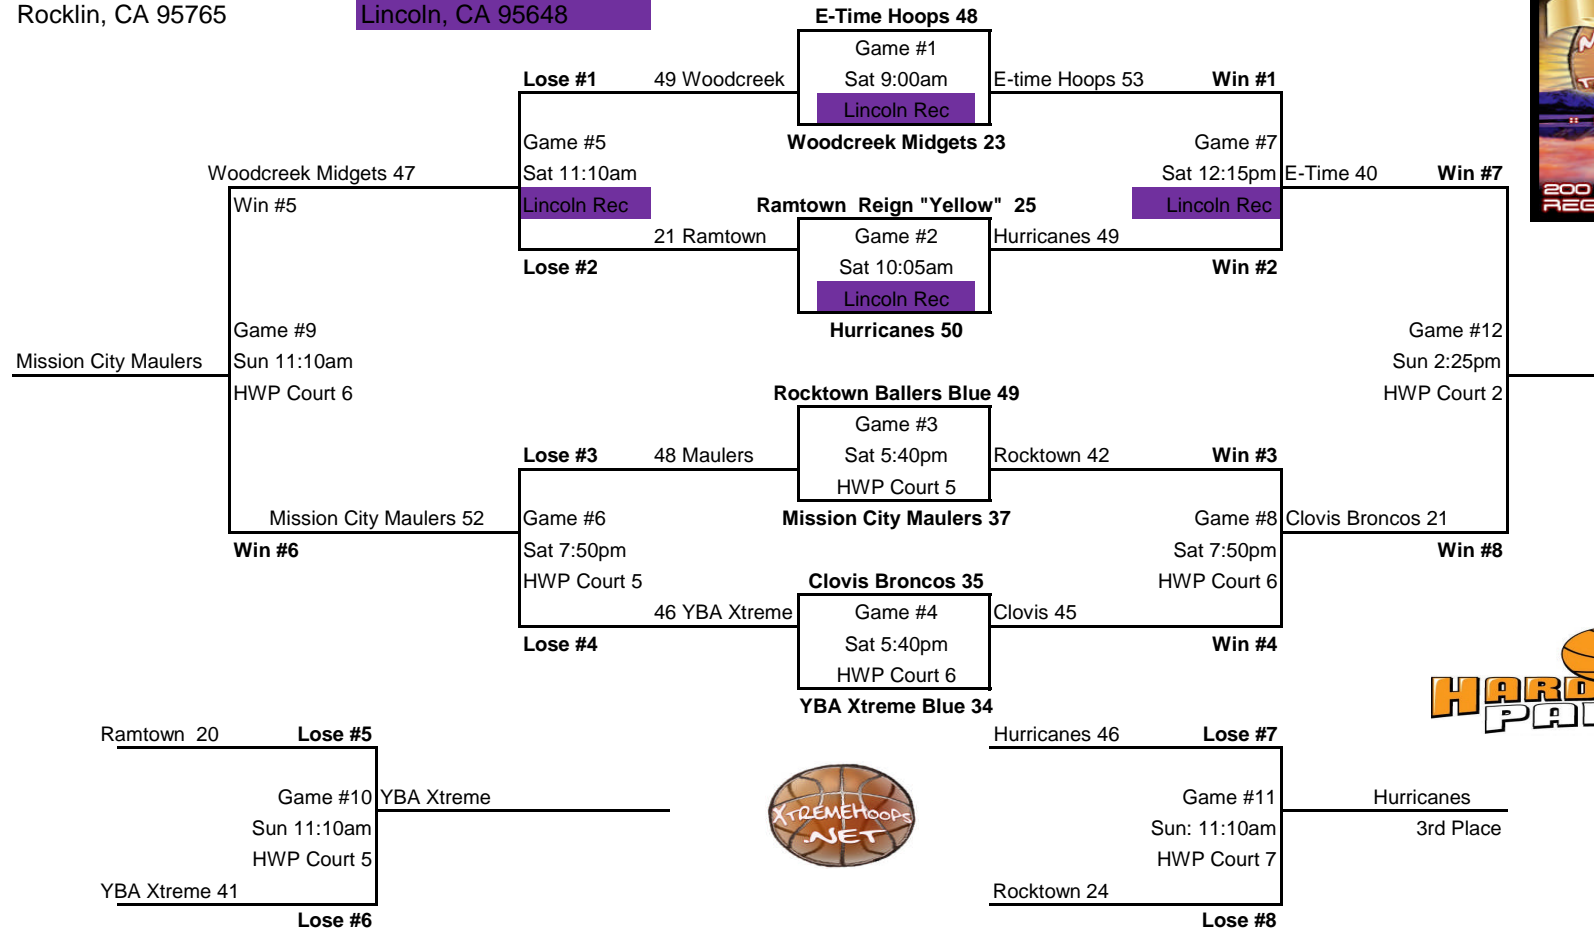 Rocklin, CA 95765
Lincoln, CA 95648
E-Time Hoops 48
Game #1
Lose #1
49 Woodcreek
Sat 9:00am
E-time Hoops 53
Win #1
Lincoln Rec
Game #5
Woodcreek Midgets 23
Game #7
Woodcreek Midgets 47
Sat 11:10am
Sat 12:15pm
E-Time 40
Win #7
Win #5
Lincoln Rec
Ramtown  Reign "Yellow"  25
Lincoln Rec
21 Ramtown
Game #2
Hurricanes 49
Lose #2
Sat 10:05am
Win #2
Lincoln Rec
Game #9
Hurricanes 50
Game #12
Mission City Maulers
Sun 11:10am
Sun 2:25pm
HWP Court 6
Rocktown Ballers Blue 49
HWP Court 2
Game #3
Lose #3
48 Maulers
Sat 5:40pm
Rocktown 42
Win #3
HWP Court 5
Mission City Maulers 52
Game #6
Mission City Maulers 37
Game #8
Clovis Broncos 21
Win #6
Sat 7:50pm
Sat 7:50pm
Win #8
HWP Court 5
Clovis Broncos 35
HWP Court 6
46 YBA Xtreme
Game #4
Clovis 45
Lose #4
Sat 5:40pm
Win #4
HWP Court 6
YBA Xtreme Blue 34
Ramtown  20
Lose #5
Hurricanes 46
Lose #7
Game #10
YBA Xtreme
Game #11
Hurricanes
Sun 11:10am
Sun: 11:10am
3rd Place
HWP Court 5
HWP Court 7
YBA Xtreme 41
Rocktown 24
Lose #6
Lose #8
XTREMEHOOPS
.NET
200